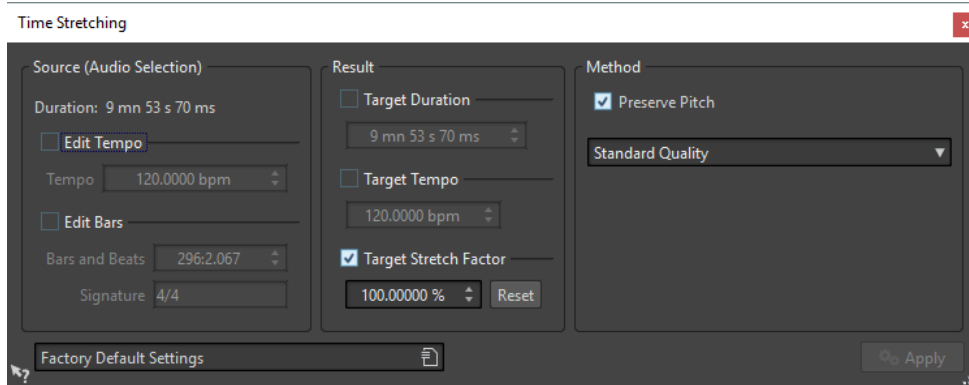 Time Stretching
x
Source (Audio Selection)
Duration: 9 mn 53 s 70 ms
Edit Tempo
Tempo 120.0000 bpm
Edit Bars
Bars and Beats 296:2.067
Signature 4/4
Result
Target Duration
9 mn 53 s 70 ms
Target Tempo
120.0000 bpm
Target Stretch Factor
100.00000 % Reset
Method
Preserve Pitch
Standard Quality
Factory Default Settings
?
Apply